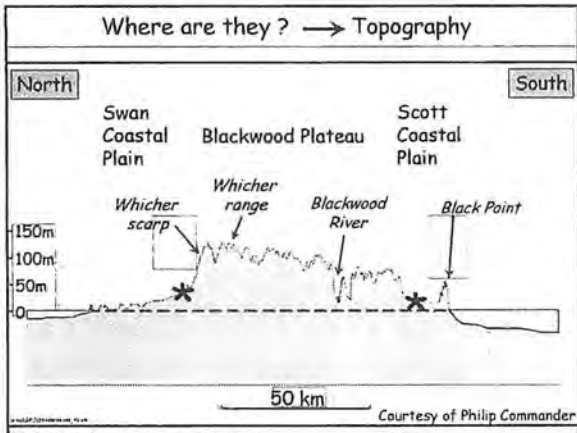 Where are they ? → Topography
North
South
Swan
Coastal
Plain
Blackwood Plateau
Scott
Coastal
Plain
Whicher
scarp
Whicher
range
Blackwood
River
Black Point
150m
100m
50m
0
50 km
Courtesy of Philip Commander